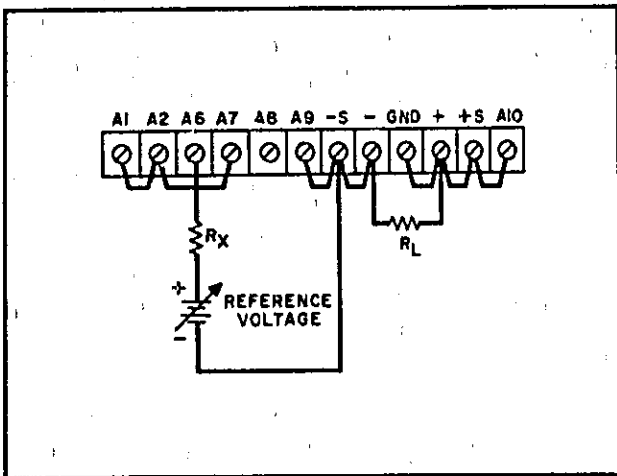 A1 A2 A6 A7 A8 A9 -S - GND + +S A10
RX
RL
+
REFERENCE
VOLTAGE
-